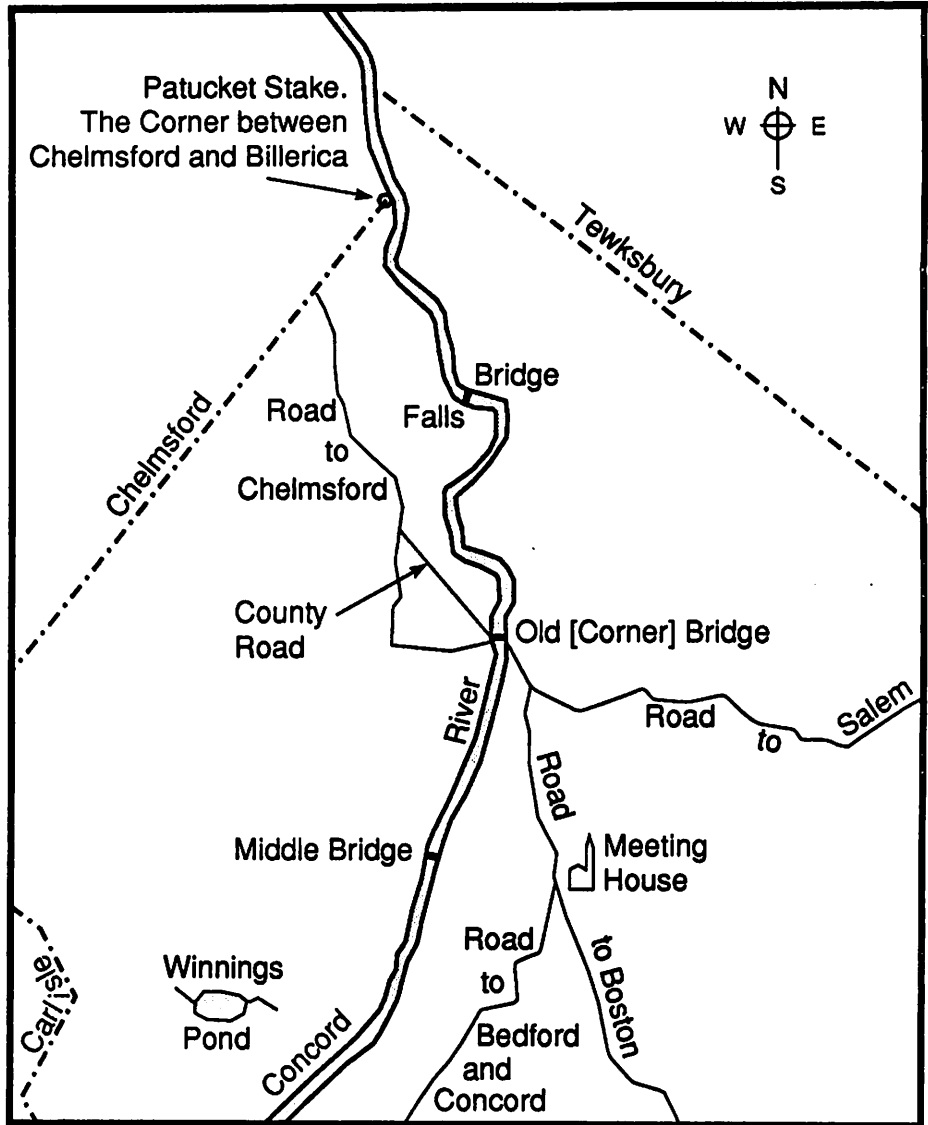 Patucket Stake.
The Corner between
Chelmsford and Billerica
N
W E
S
Tewksbury
Chelmsford
Bridge
Falls
Road
to
Chelmsford
County
Road
Old [Corner] Bridge
River
Road
to
Salem
Road
Middle Bridge
Meeting
House
Road
to
to Boston
Winnings
Pond
Carlisle
Concord
Bedford
and
Concord